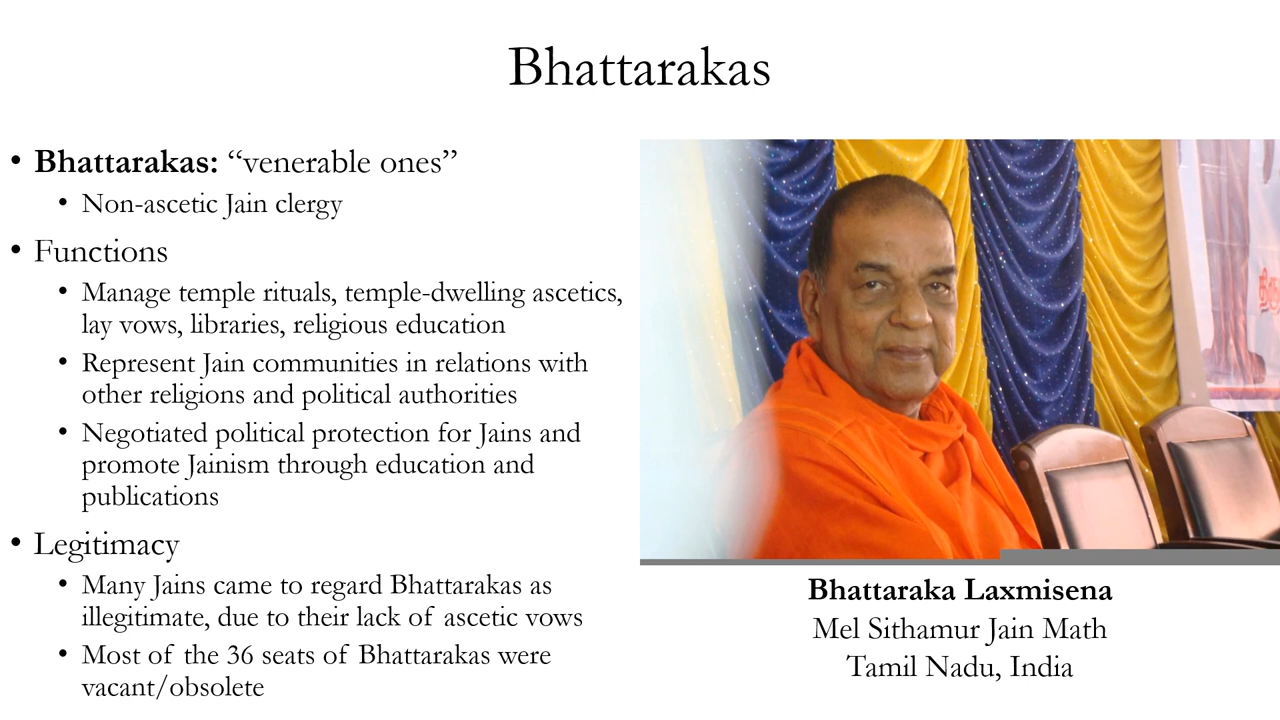 Bhattarakas
• Bhattarakas: “venerable ones”
• Non-ascetic Jain clergy
• Functions
• Manage temple rituals, temple-dwelling ascetics,
lay vows, libraries, religious education
• Represent Jain communities in relations with
other religions and political authorities
• Negotiated political protection for Jains and
promote Jainism through education and
publications
• Legitimacy
• Many Jains came to regard Bhattarakas as
illegitimate, due to their lack of ascetic vows
• Most of the 36 seats of Bhattarakas were
vacant/obsolete
Bhattaraka Laxmisena
Mel Sithamur Jain Math
Tamil Nadu, India